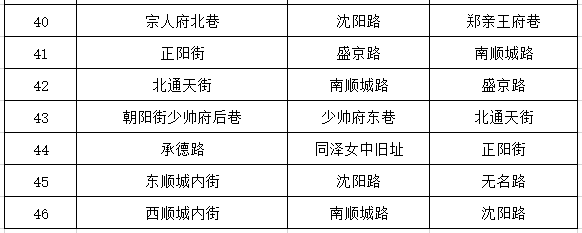 40 宗人府北巷 沈阳路 郑亲王府巷
41 正阳街 盛京路 南顺城路
42 北通天街 南顺城路 盛京路
43 朝阳街少帅府后巷 少帅府东巷 北通天街
44 承德路 同泽女中旧址 正阳街
45 东顺城内街 沈阳路 无名路
46 西顺城内街 南顺城路 沈阳路